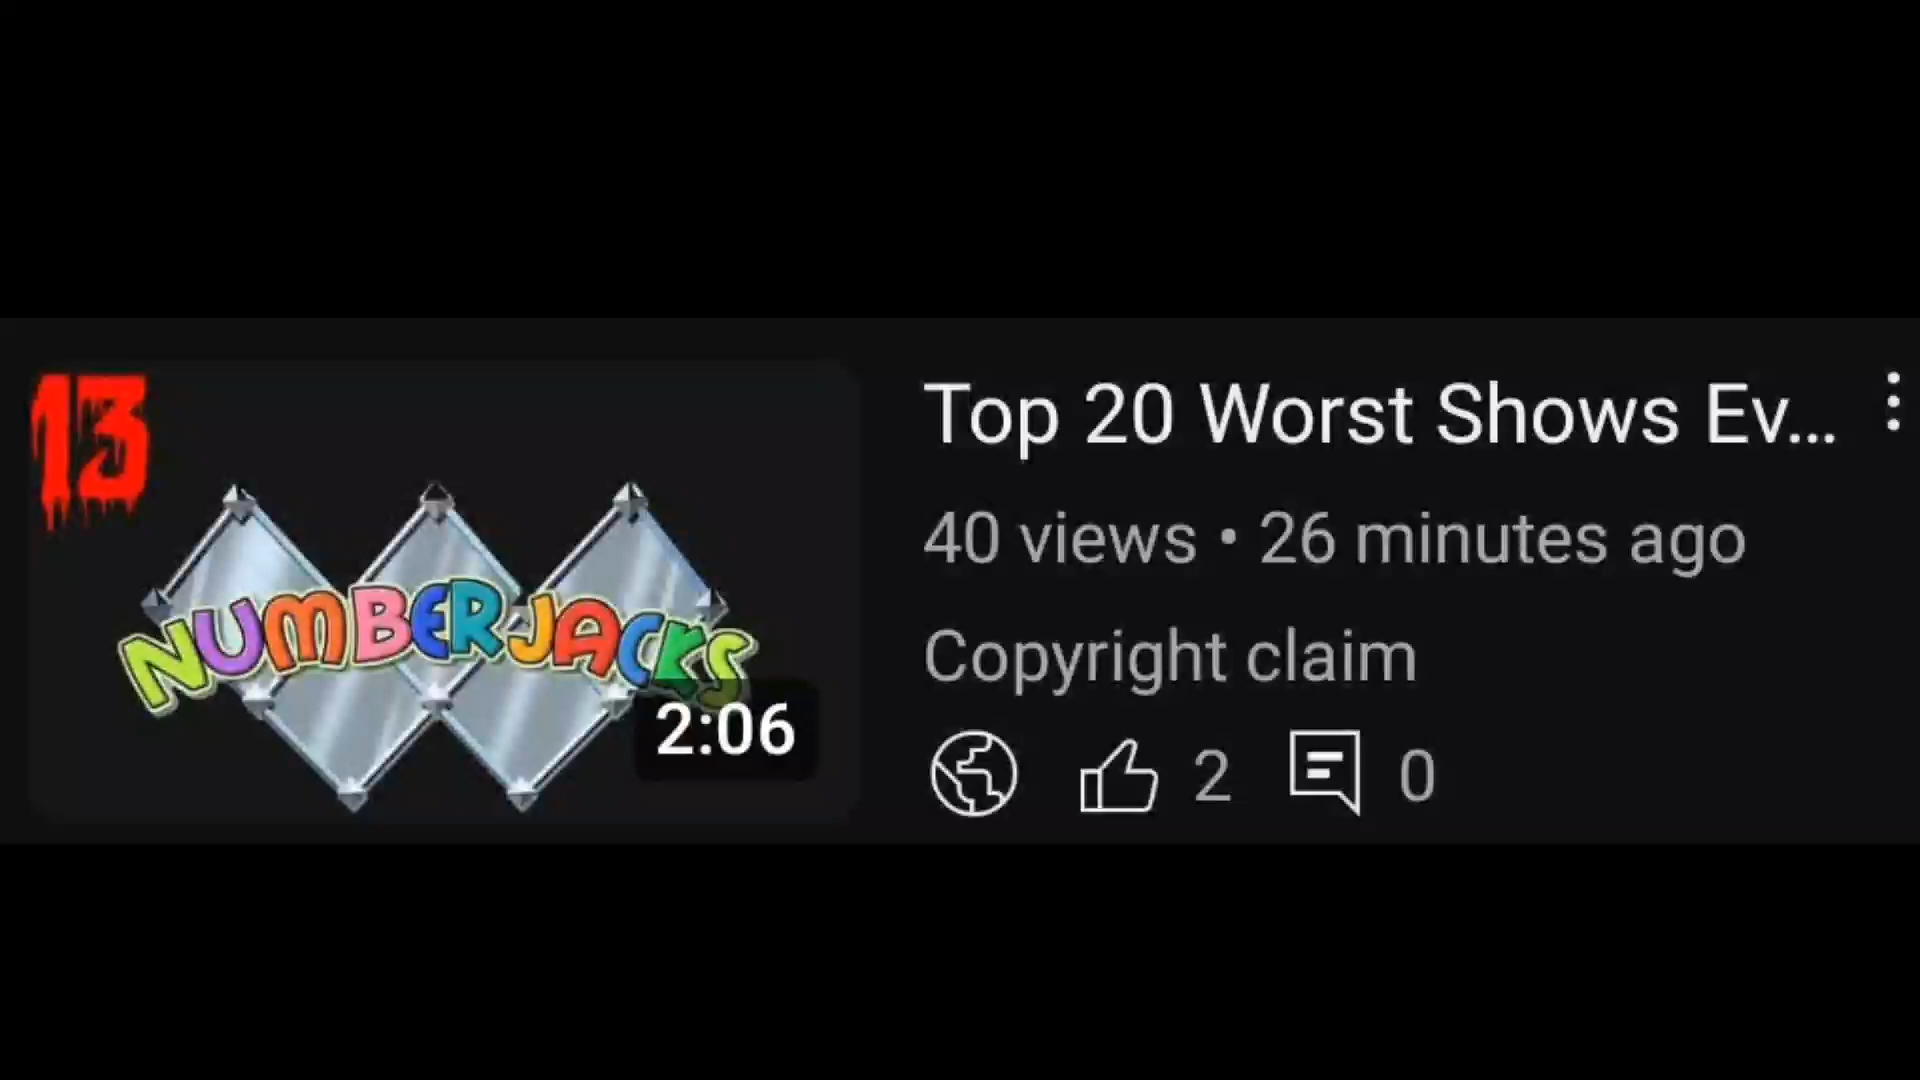 13
NUMBERJACKS
2:06
Top 20 Worst Shows Ev...
40 views • 26 minutes ago
Copyright claim
2 0